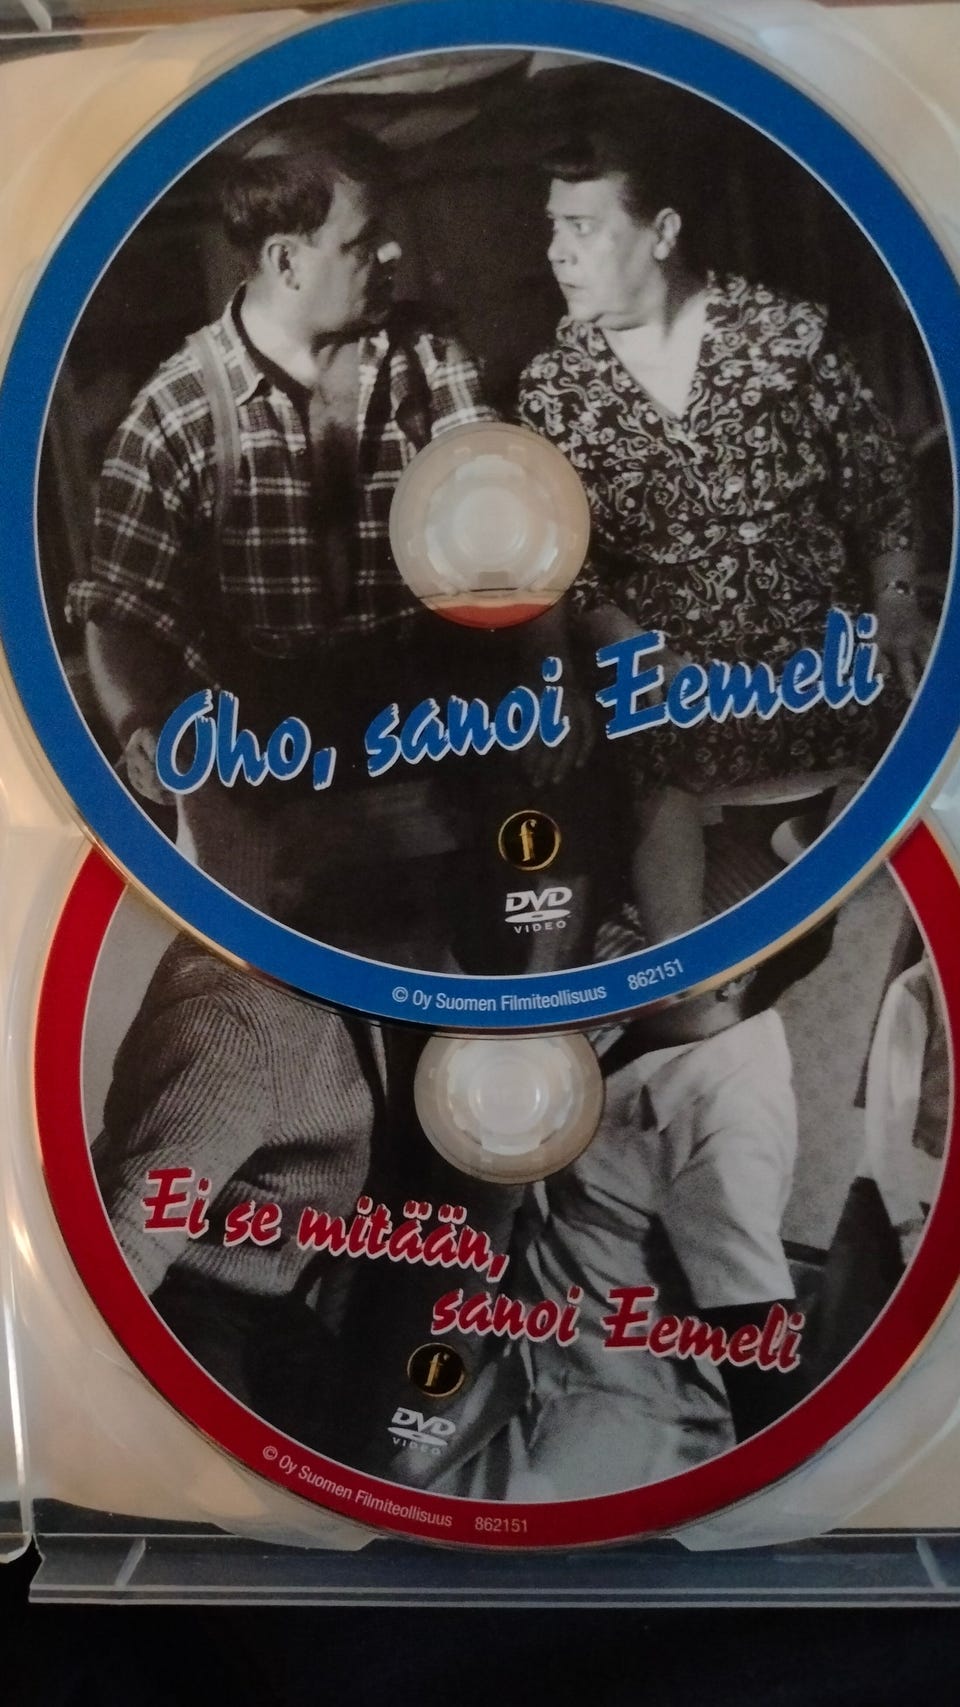 Oho, sanoi Eemeli
f
DVD
VIDEO
© Oy Suomen Filmiteollisuus 862151
Ei se mitään,
sanoi Eemeli
f
DVD
VIDEO
© Oy Suomen Filmiteollisuus 862151